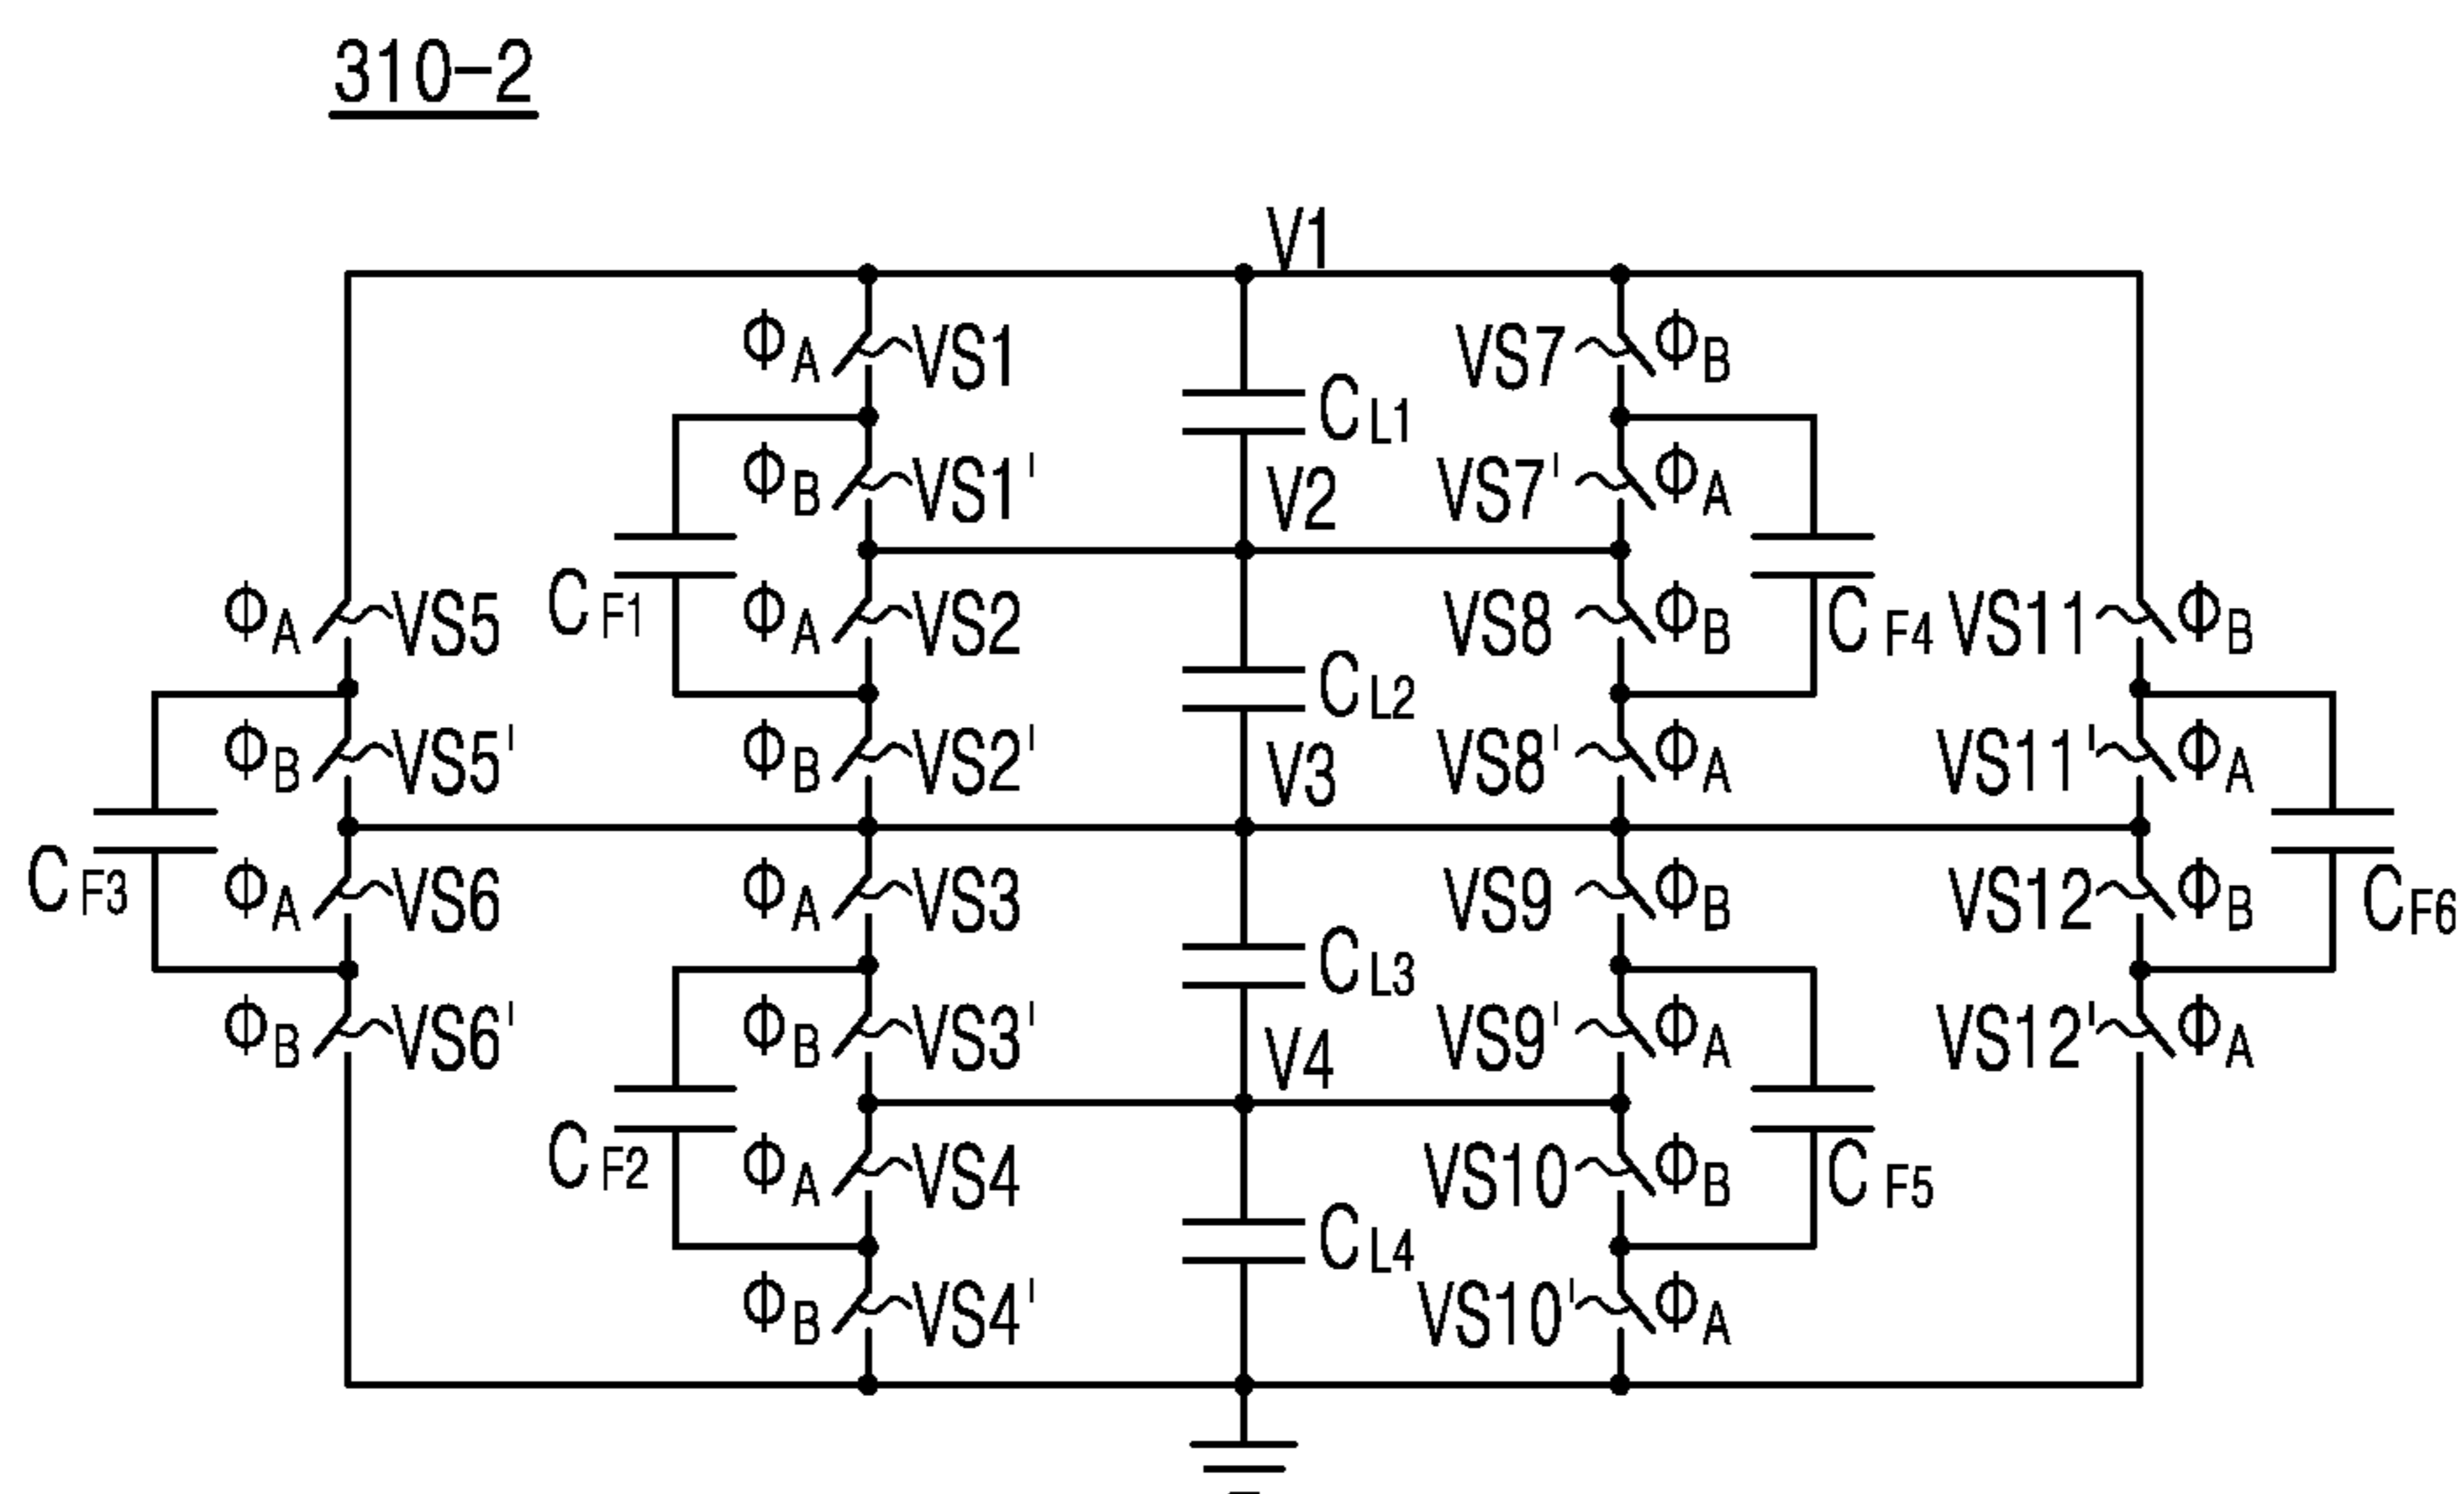 310-2
V1
ΦA VS1
CL1
VS7 ΦB
ΦB VS1'
V2
VS7' ΦA
ΦA VS5
CF1
ΦA VS2
CL2
VS8 ΦB
CF4
VS11 ΦB
ΦB VS5'
ΦB VS2'
V3
VS8' ΦA
VS11' ΦA
CF3
ΦA VS6
ΦA VS3
CL3
VS9 ΦB
VS12 ΦB
CF6
ΦB VS6'
ΦB VS3'
V4
VS9' ΦA
VS12' ΦA
CF2
ΦA VS4
CL4
VS10 ΦB
CF5
ΦB VS4'
VS10' ΦA